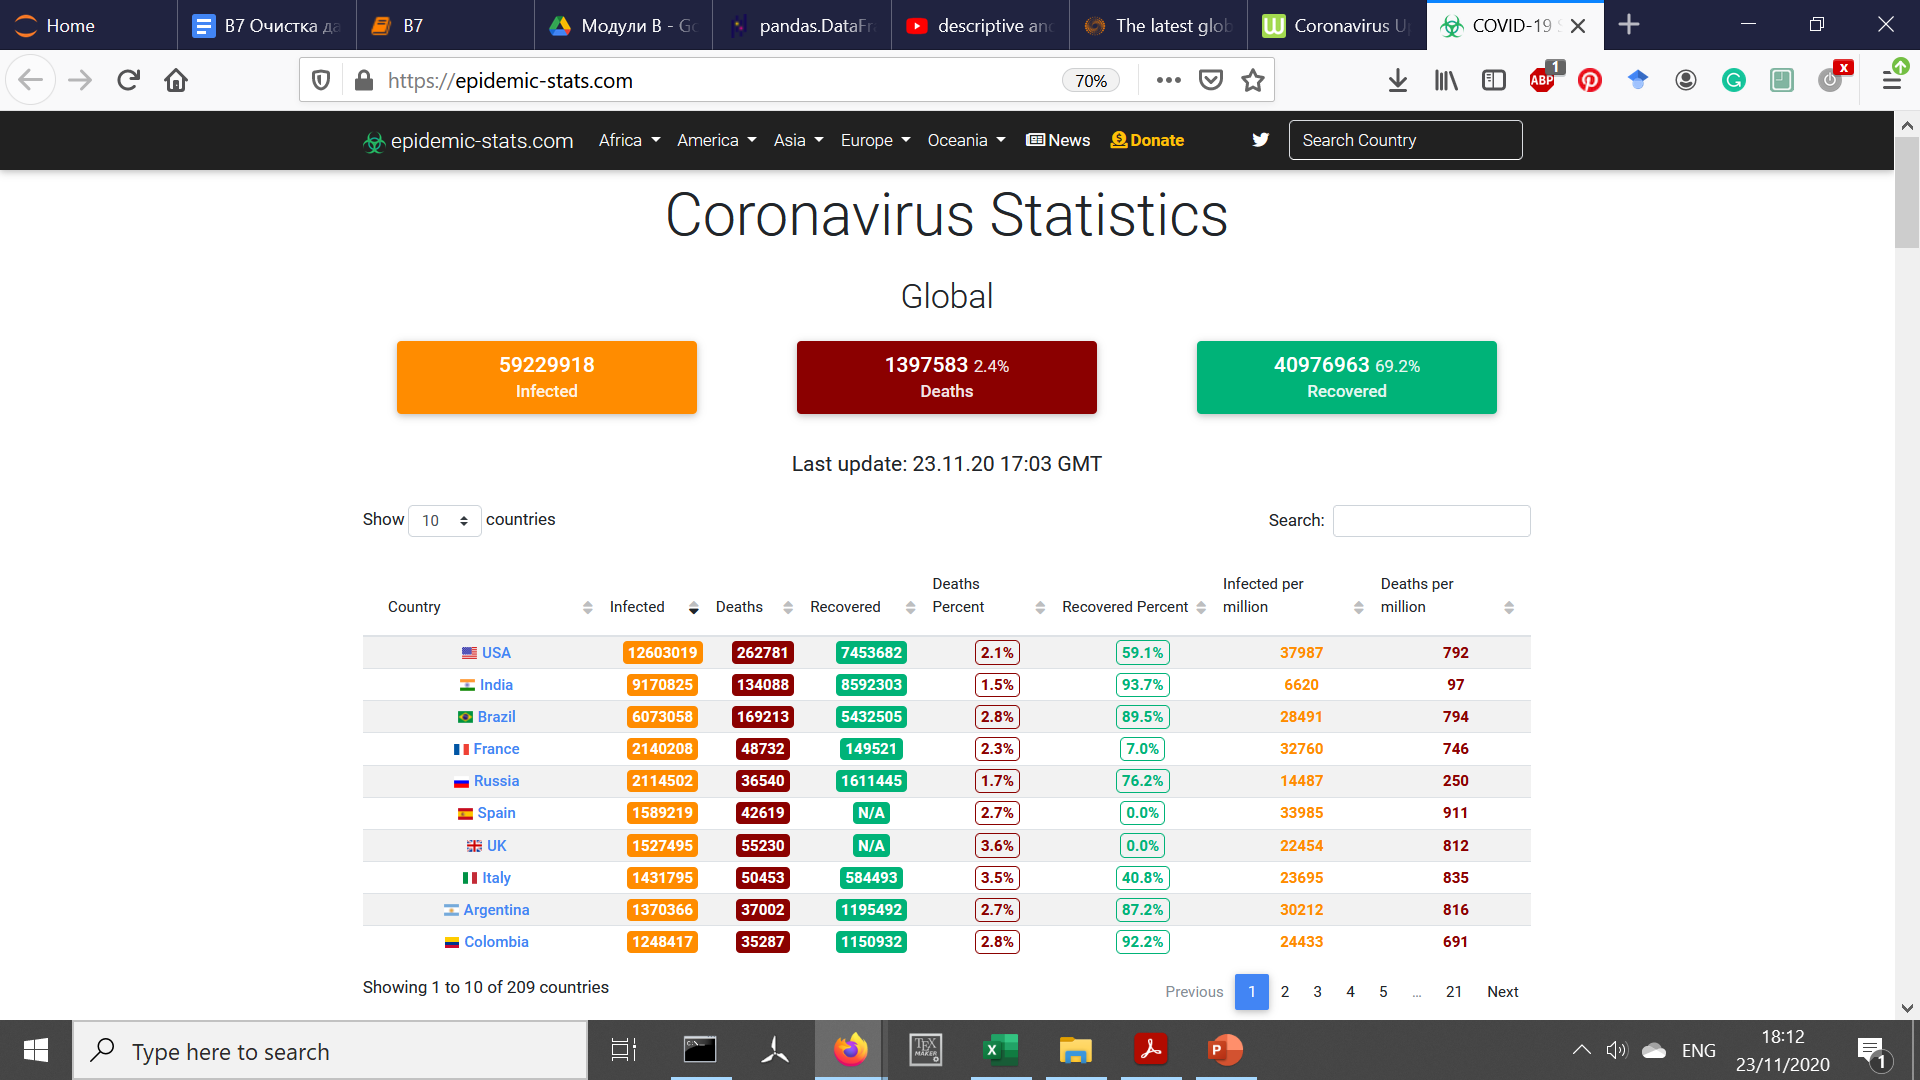 Home
B7 Очистка да
B7
Модули B - Go
pandas.DataFra
descriptive and
The latest glob
Coronavirus U
COVID-19 S
https://epidemic-stats.com
70%
ABP
1
x
epidemic-stats.com
Africa
America
Asia
Europe
Oceania
News
Donate
Search Country
Coronavirus Statistics
Global
59229918
Infected
1397583 2.4%
Deaths
40976963 69.2%
Recovered
Last update: 23.11.20 17:03 GMT
Show 10 countries
Search:
Country
Infected
Deaths
Recovered
Deaths
Percent
Recovered Percent
Infected per
million
Deaths per
million
USA 12603019 262781 7453682 2.1% 59.1% 37987 792
India 9170825 134088 8592303 1.5% 93.7% 6620 97
Brazil 6073058 169213 5432505 2.8% 89.5% 28491 794
France 2140208 48732 149521 2.3% 7.0% 32760 746
Russia 2114502 36540 1611445 1.7% 76.2% 14487 250
Spain 1589219 42619 N/A 2.7% 0.0% 33985 911
UK 1527495 55230 N/A 3.6% 0.0% 22454 812
Italy 1431795 50453 584493 3.5% 40.8% 23695 835
Argentina 1370366 37002 1195492 2.7% 87.2% 30212 816
Colombia 1248417 35287 1150932 2.8% 92.2% 24433 691
Showing 1 to 10 of 209 countries
Previous 1 2 3 4 5 … 21 Next
Type here to search
TEX
MAKER
ENG
18:12
23/11/2020
1